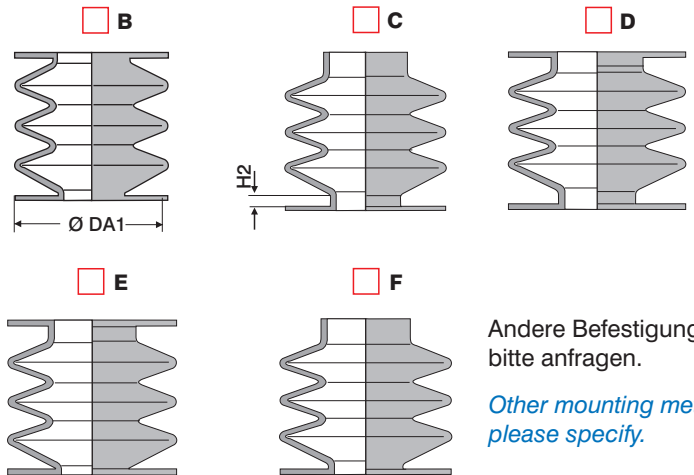 B
C
D
H2
Ø DA1
E
F
Andere Befestigung
bitte anfragen.
Other mounting me
please specify.